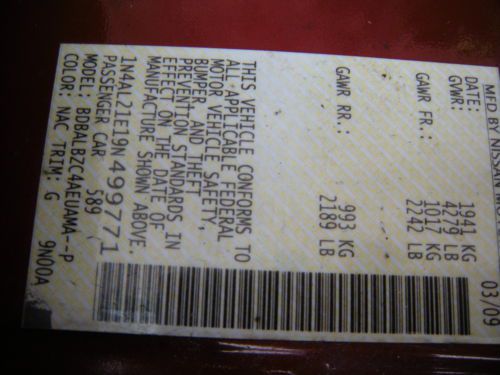 MFD BY NISSAN
DATE: 03/09
GVWR: 1941 KG
4279 LB
GAWR FR.: 1017 KG
2242 LB
GAWR RR.: 993 KG
2189 LB
THIS VEHICLE CONFORMS TO
ALL APPLICABLE FEDERAL
MOTOR VEHICLE SAFETY,
BUMPER, AND THEFT
PREVENTION STANDARDS IN
EFFECT ON THE DATE OF
MANUFACTURE SHOWN ABOVE.
1N4AL21E19N499771
PASSENGER CAR 589
MODEL: BDBALBZC4AEUAMA--P
COLOR: NAC TRIM: G 9N00A